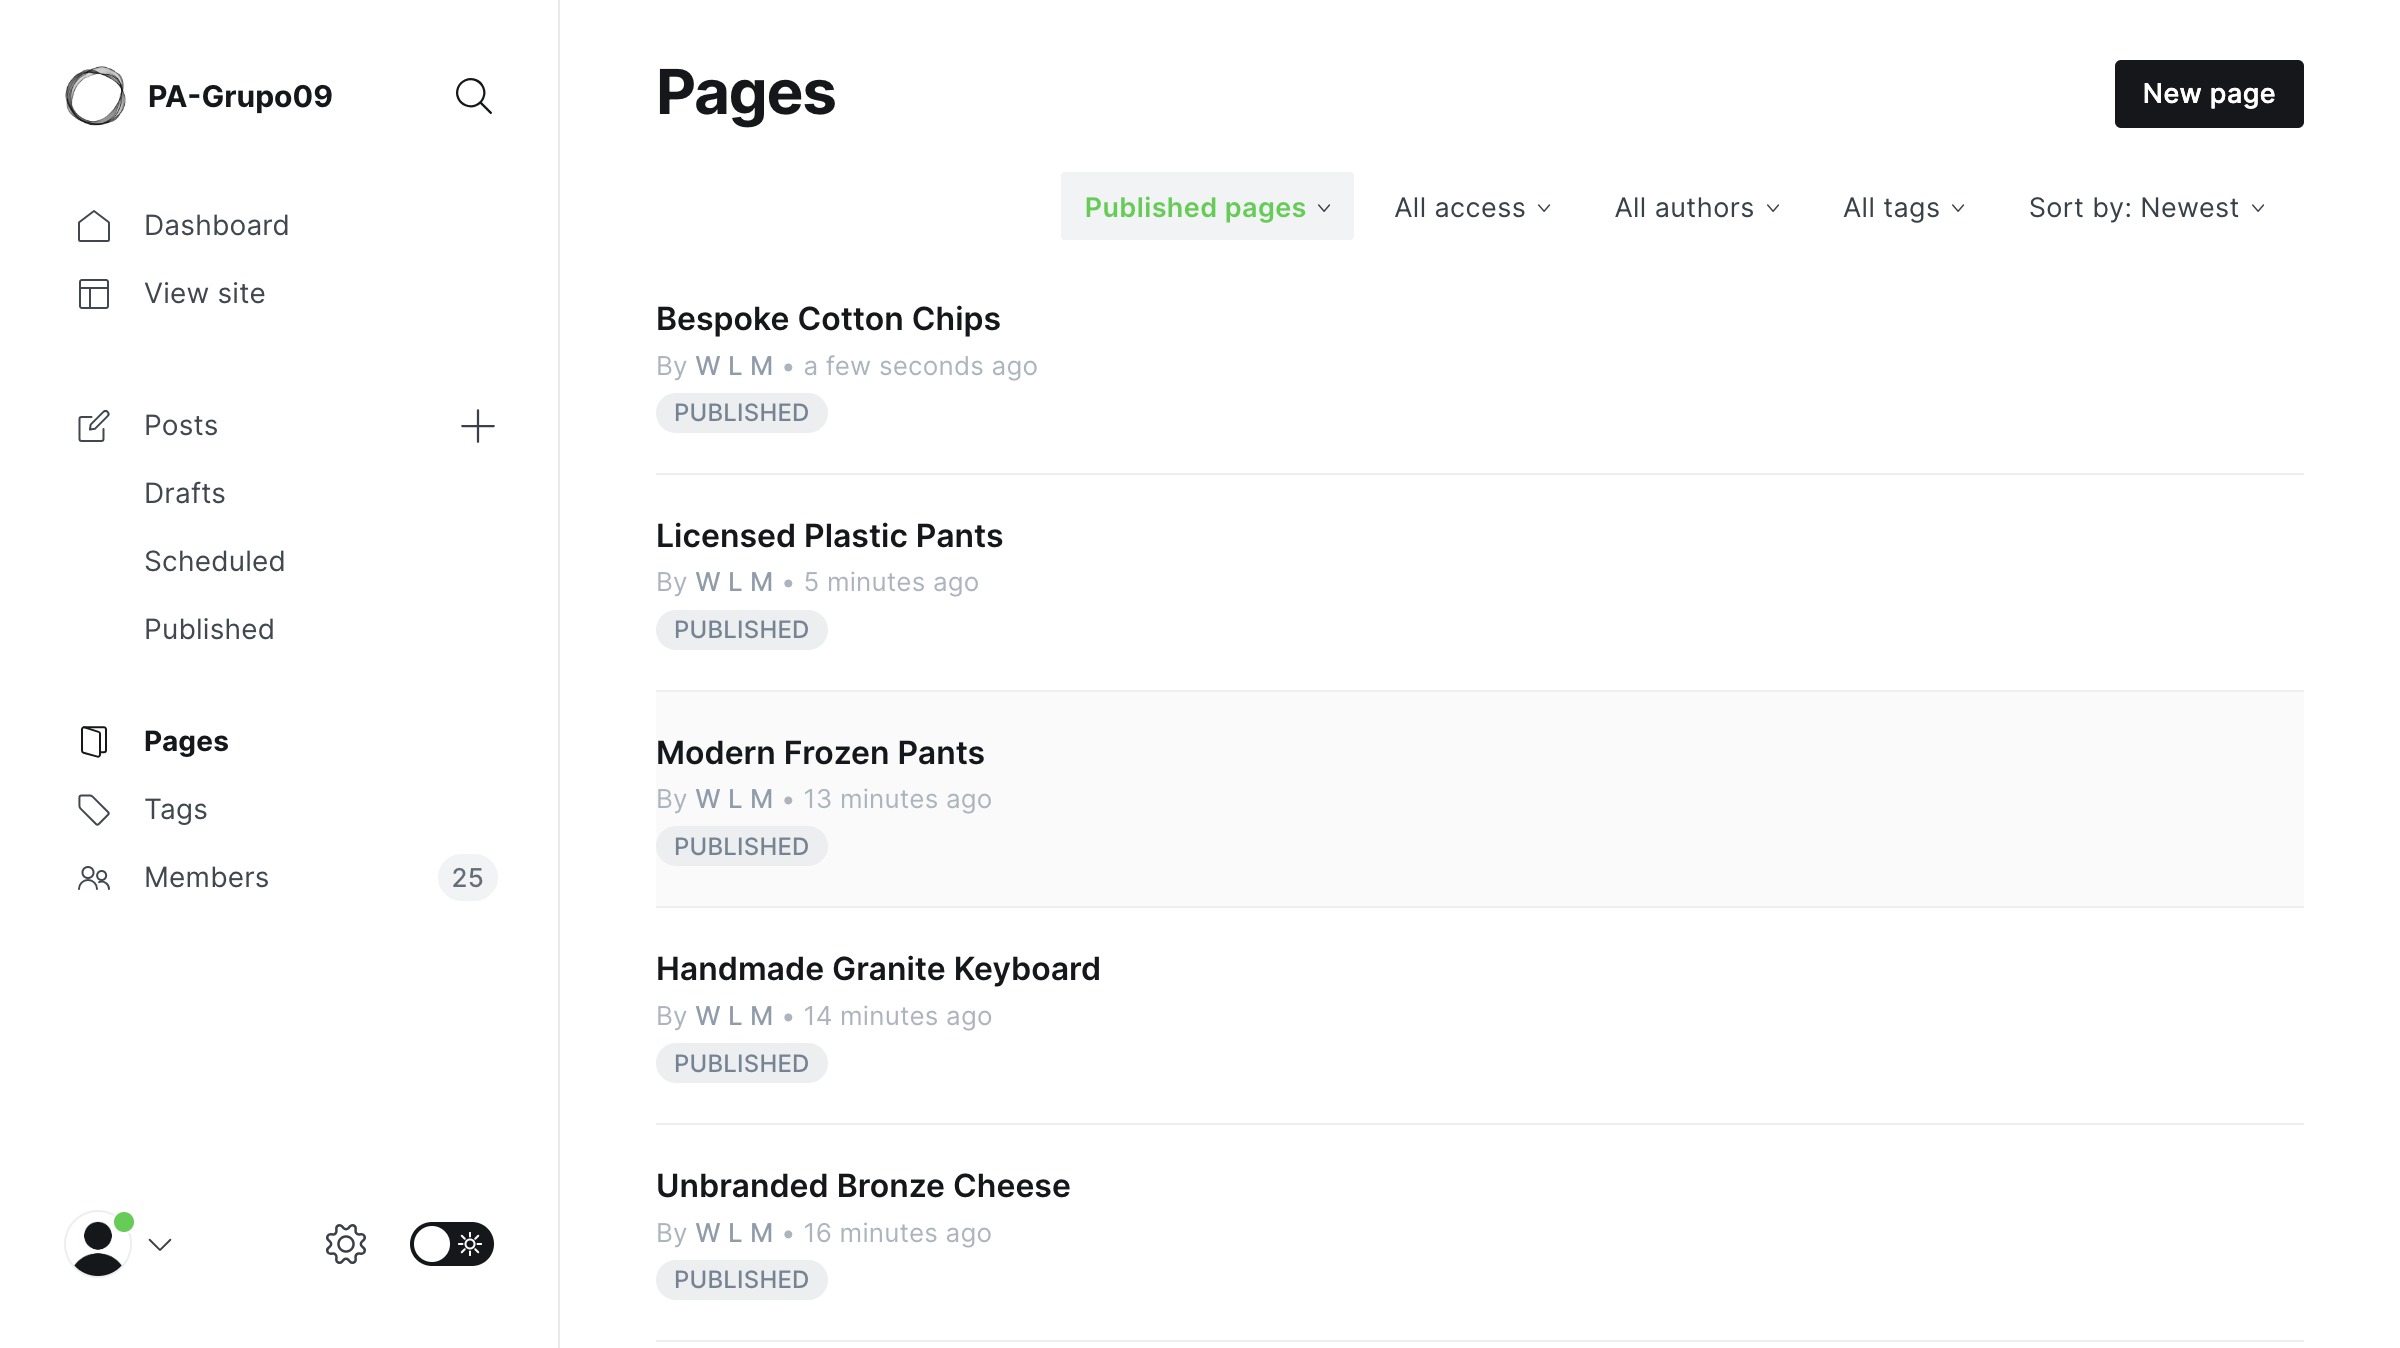 PA-Grupo09
Dashboard
View site
Posts
Drafts
Scheduled
Published
Pages
Tags
Members 25
Pages
New page
Published pages All access All authors All tags Sort by: Newest
Bespoke Cotton Chips
By W L M • a few seconds ago
PUBLISHED
Licensed Plastic Pants
By W L M • 5 minutes ago
PUBLISHED
Modern Frozen Pants
By W L M • 13 minutes ago
PUBLISHED
Handmade Granite Keyboard
By W L M • 14 minutes ago
PUBLISHED
Unbranded Bronze Cheese
By W L M • 16 minutes ago
PUBLISHED